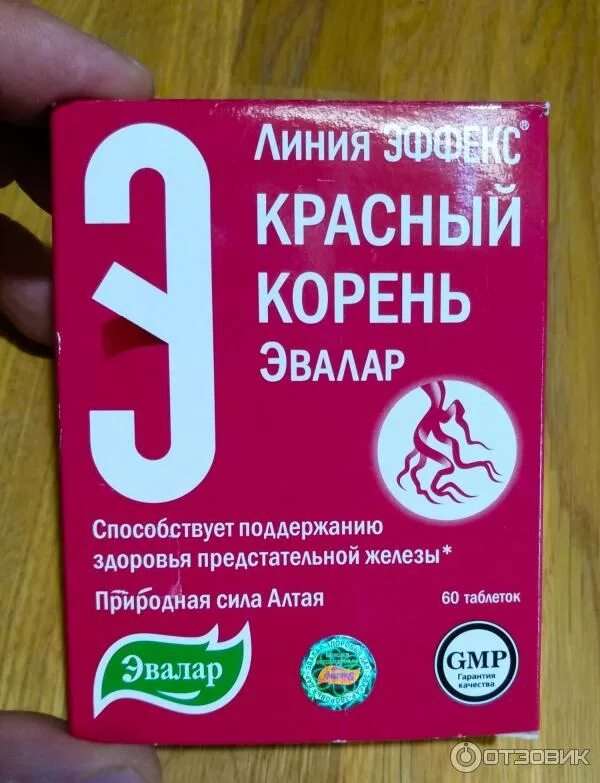 Э
Линия ЭФФЕКС®
КРАСНЫЙ
КОРЕНЬ
ЭВАЛАР
Способствует поддержанию
здоровья предстательной железы*
Природная сила Алтая
60 таблеток
Эвалар
GMP
Гарантия
качества
ОТЗОВИК